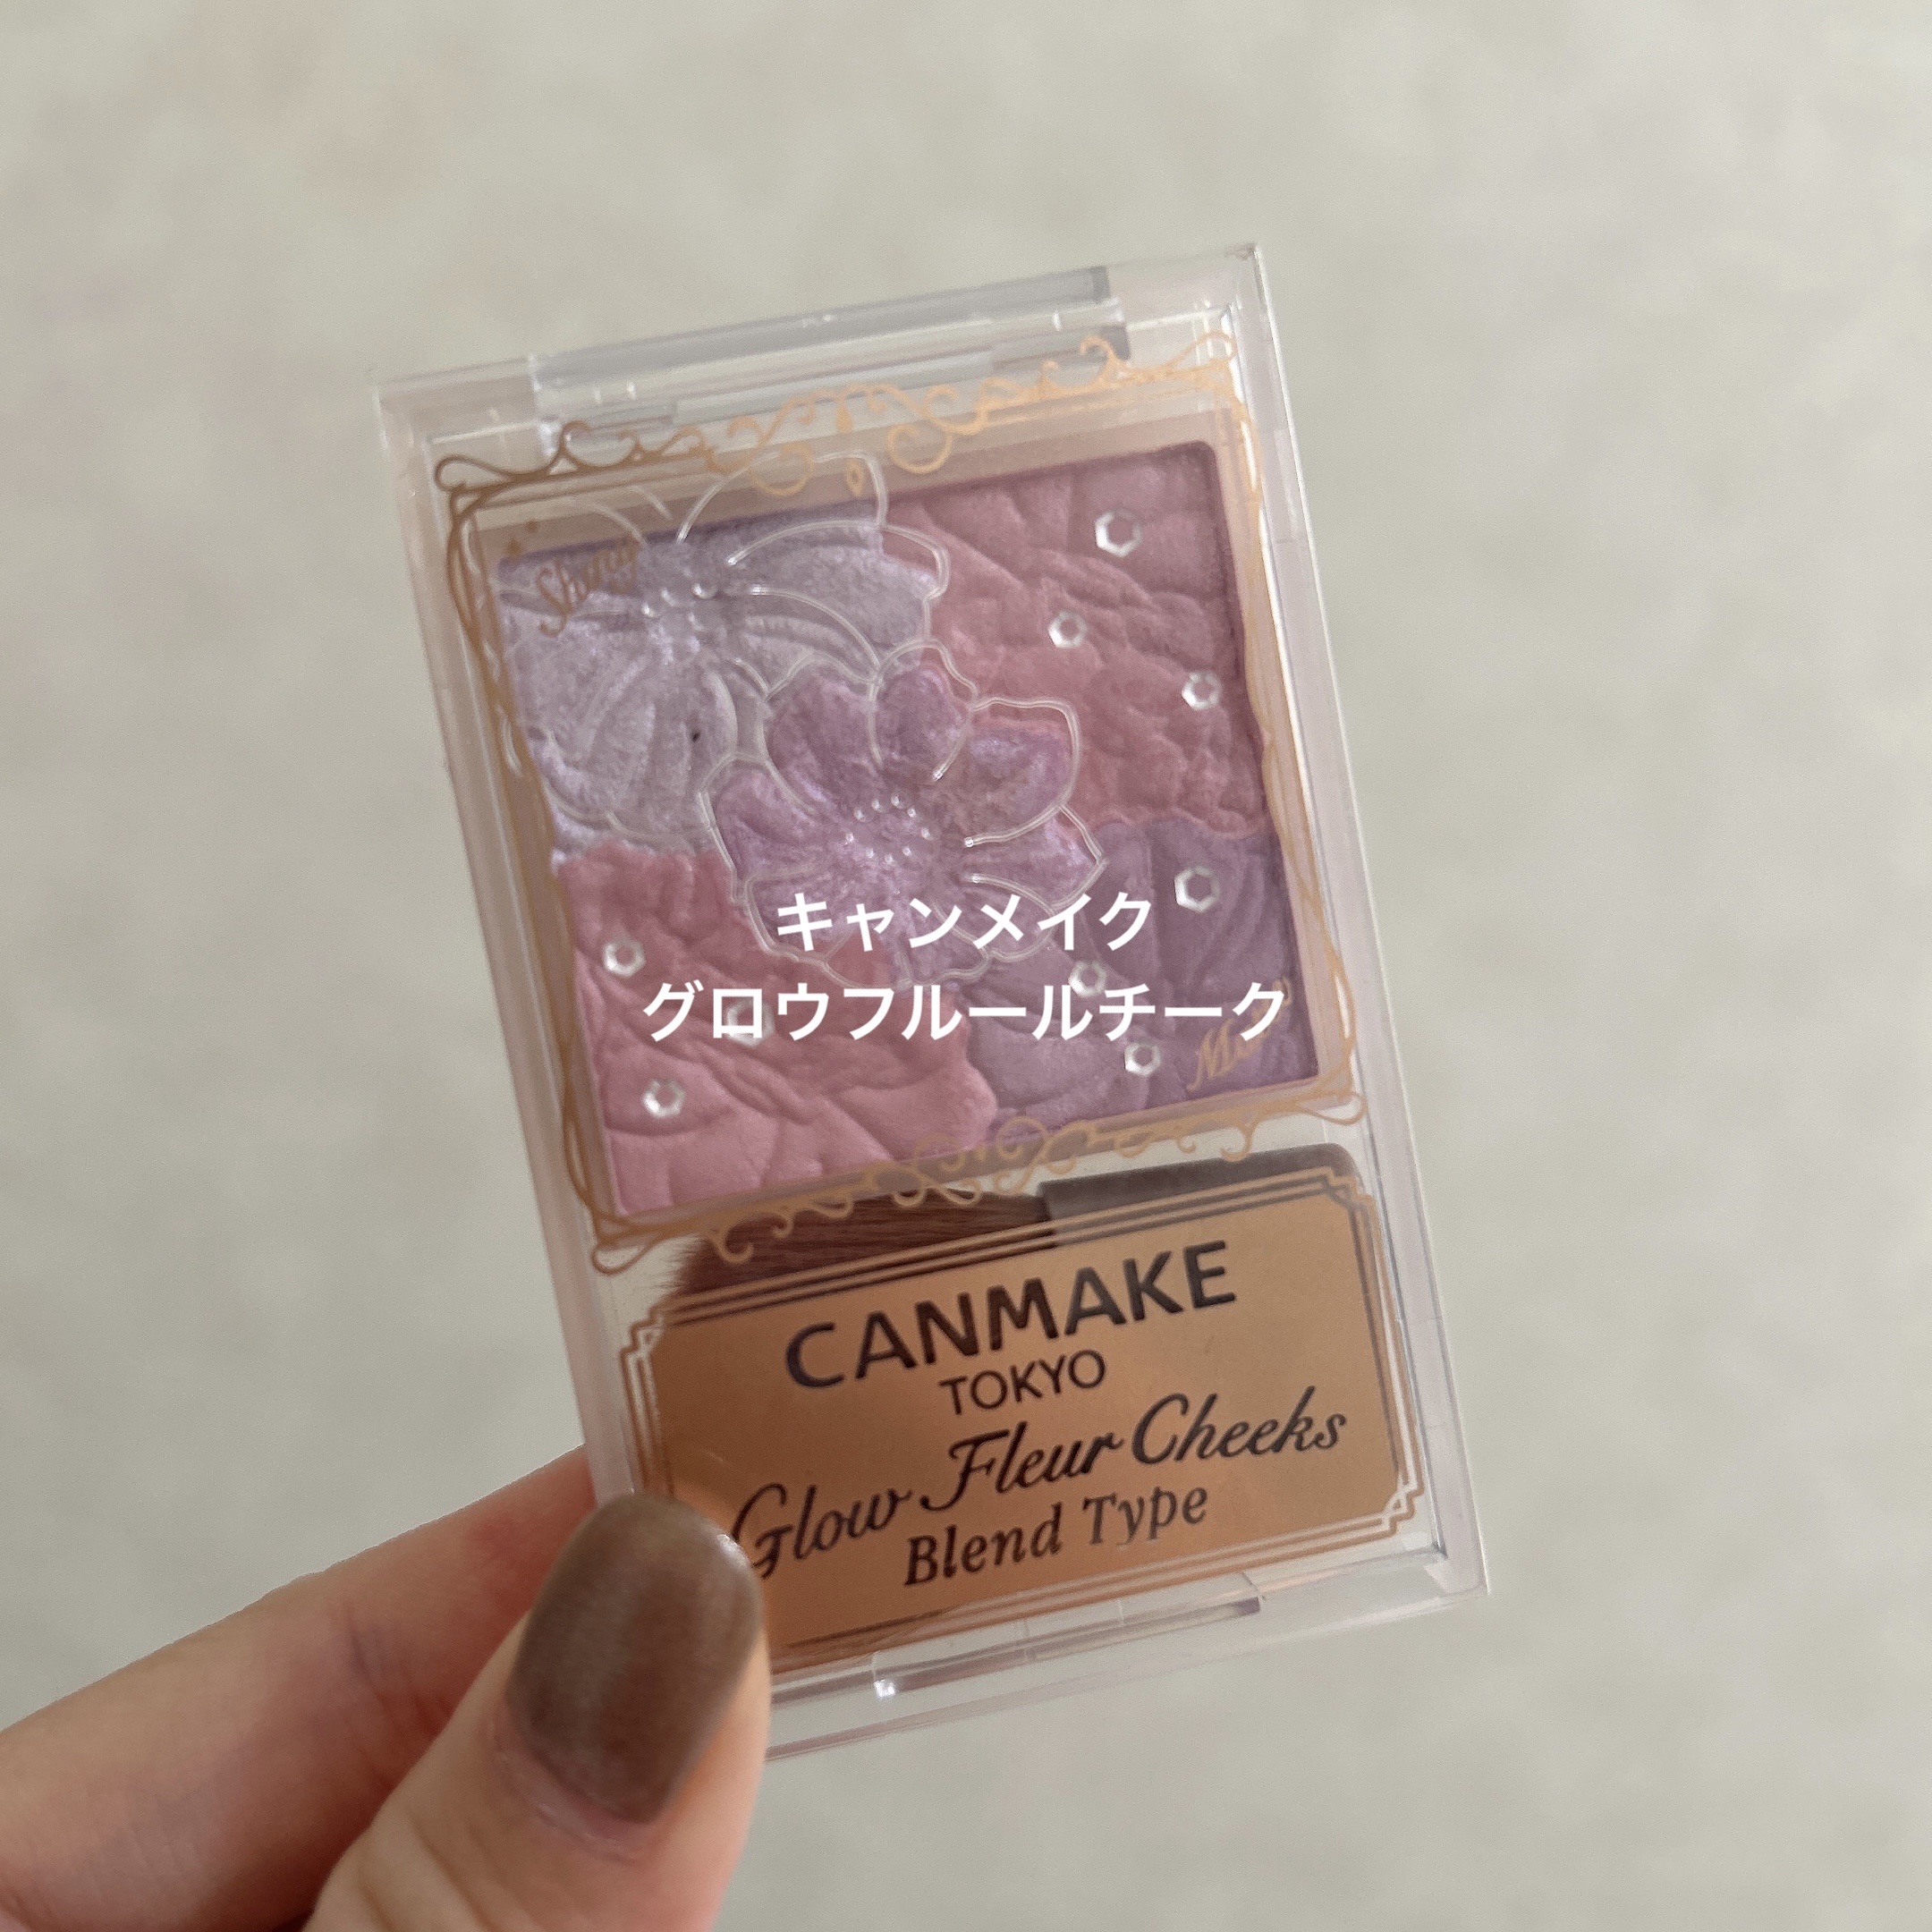 Shiny
キャンメイク
グロウフルールチーク
CANMAKE
TOKYO
Glow Fleur Cheeks
Blend Type